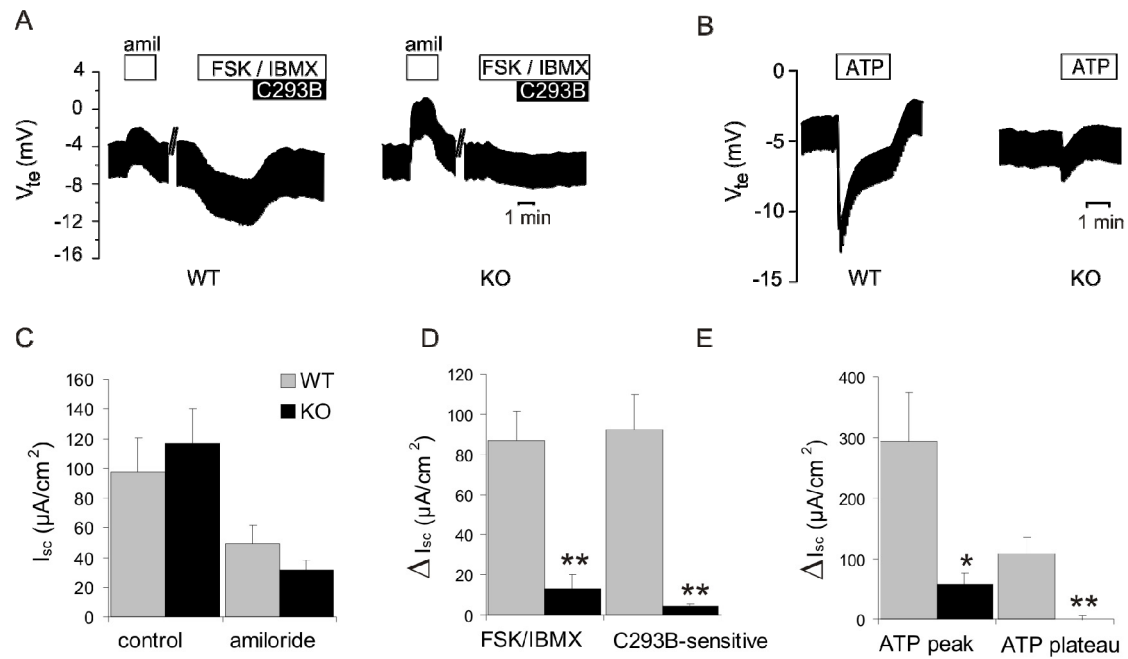 A
amil
FSK / IBMX
C293B
amil
FSK / IBMX
C293B
4
0
-4
-8
-12
-16
Vte (mV)
1 min
WT
KO
B
ATP
ATP
0
-5
-10
-15
Vte (mV)
1 min
WT
KO
C
160
140
120
100
80
60
40
20
0
Isc (µA/cm²)
WT
KO
control
amiloride
D
120
100
80
60
40
20
0
Δ Isc (µA/cm²)
**
**
FSK/IBMX
C293B-sensitive
E
400
300
200
100
0
Δ Isc (µA/cm²)
*
**
ATP peak
ATP plateau